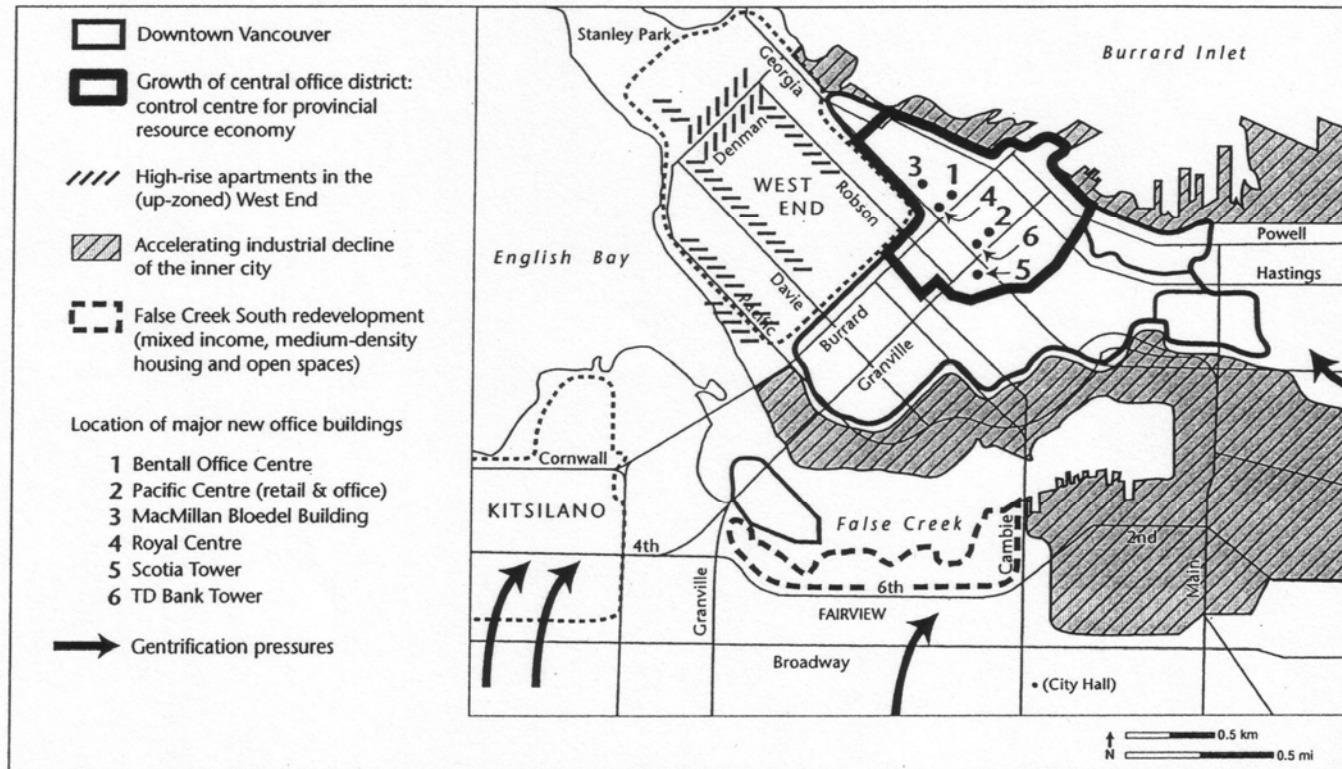 Downtown Vancouver
Growth of central office district:
control centre for provincial
resource economy
High-rise apartments in the
(up-zoned) West End
Accelerating industrial decline
of the inner city
False Creek South redevelopment
(mixed income, medium-density
housing and open spaces)
Location of major new office buildings
1 Bentall Office Centre
2 Pacific Centre (retail & office)
3 MacMillan Bloedel Building
4 Royal Centre
5 Scotia Tower
6 TD Bank Tower
Gentrification pressures
Stanley Park
Georgia
Burrard Inlet
Denman
WEST
END
Robson
3
1
4
2
6
5
Powell
Hastings
English Bay
Davie
Pacific
Burrard
Granville
Cornwall
KITSILANO
4th
False Creek
Cambie
2nd
Main
6th
Granville
FAIRVIEW
Broadway
(City Hall)
N
0.5 km
0.5 mi